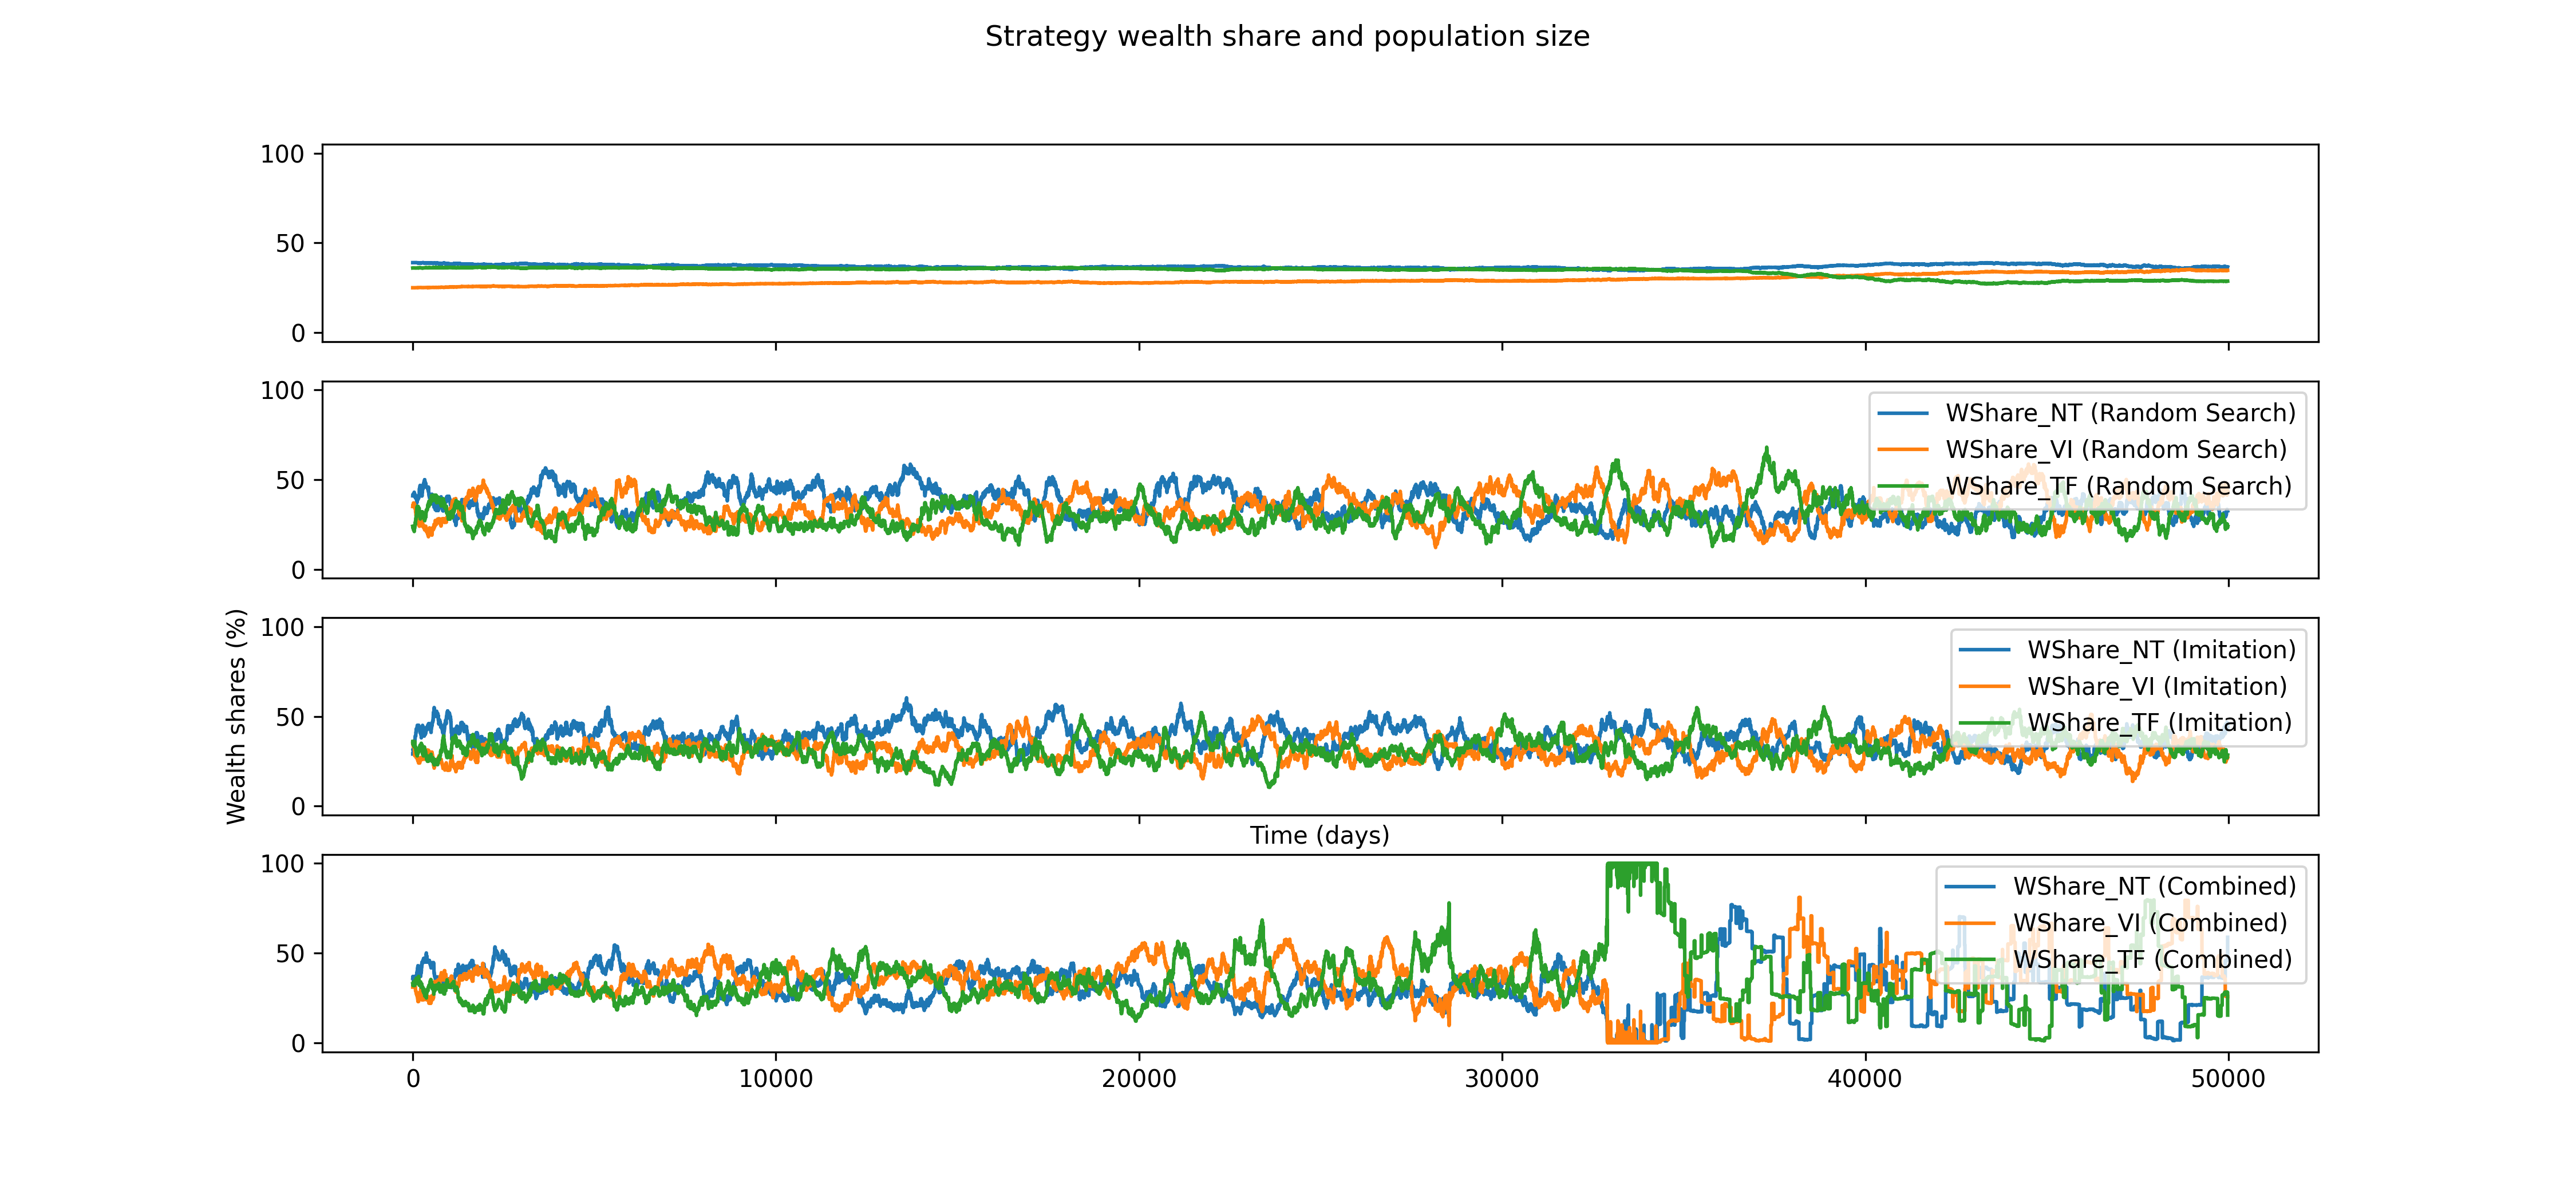 Strategy wealth share and population size
100
50
0
100
50
0
WShare_NT (Random Search)
WShare_VI (Random Search)
WShare_TF (Random Search)
Wealth shares (%)
100
50
0
WShare_NT (Imitation)
WShare_VI (Imitation)
WShare_TF (Imitation)
Time (days)
100
50
0
WShare_NT (Combined)
WShare_VI (Combined)
WShare_TF (Combined)
0 10000 20000 30000 40000 50000